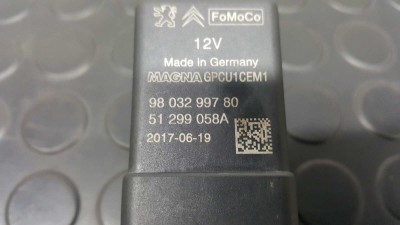 FoMoCo
12V
Made in Germany
MAGNA GPCU1CEM1
98 032 997 80
51 299 058A
2017-06-19